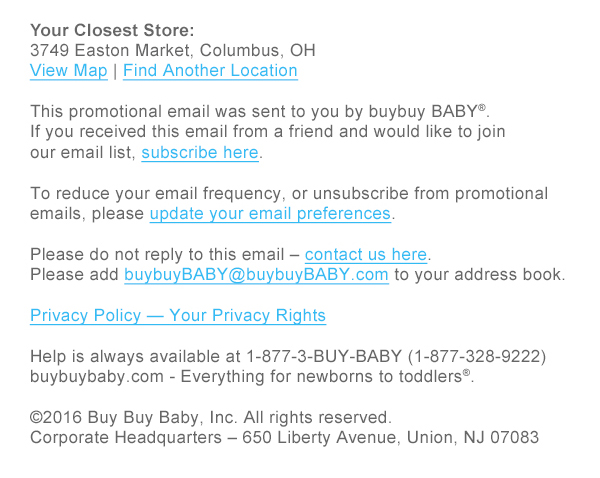 Your Closest Store:
3749 Easton Market, Columbus, OH
View Map | Find Another Location
This promotional email was sent to you by buybuy BABY®.
If you received this email from a friend and would like to join
our email list, subscribe here.
To reduce your email frequency, or unsubscribe from promotional
emails, please update your email preferences.
Please do not reply to this email – contact us here.
Please add buybuyBABY@buybuyBABY.com to your address book.
Privacy Policy — Your Privacy Rights
Help is always available at 1-877-3-BUY-BABY (1-877-328-9222)
buybuybaby.com - Everything for newborns to toddlers®.
©2016 Buy Buy Baby, Inc. All rights reserved.
Corporate Headquarters – 650 Liberty Avenue, Union, NJ 07083